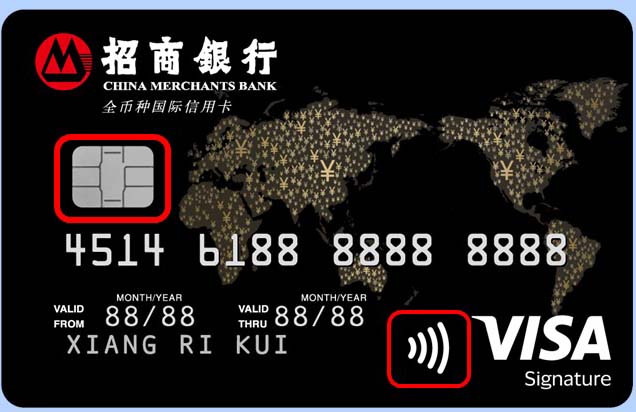 招商銀行
CHINA MERCHANTS BANK
全币种国际信用卡
4514 6188 8888 8888
MONTH/YEAR MONTH/YEAR
VALID FROM 88/88 VALID THRU 88/88
XIANG RI KUI
VISA
Signature